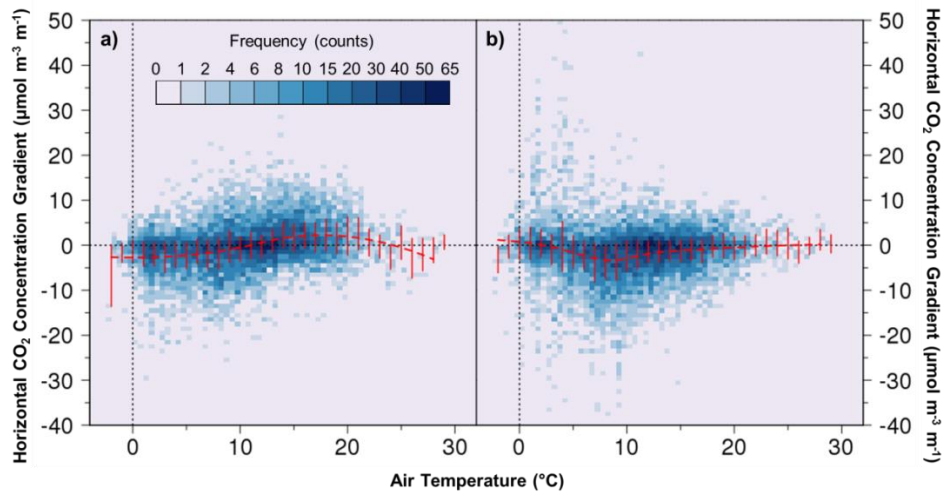 Horizontal CO₂ Concentration Gradient (µmol m⁻³ m⁻¹)
50
40
30
20
10
0
-10
-20
-30
-40
a)
Frequency (counts)
0 1 2 4 6 8 10 15 20 30 40 50 65
b)
50
40
30
20
10
0
-10
-20
-30
-40
Horizontal CO₂ Concentration Gradient (µmol m⁻³ m⁻¹)
0 10 20 30 0 10 20 30
Air Temperature (°C)